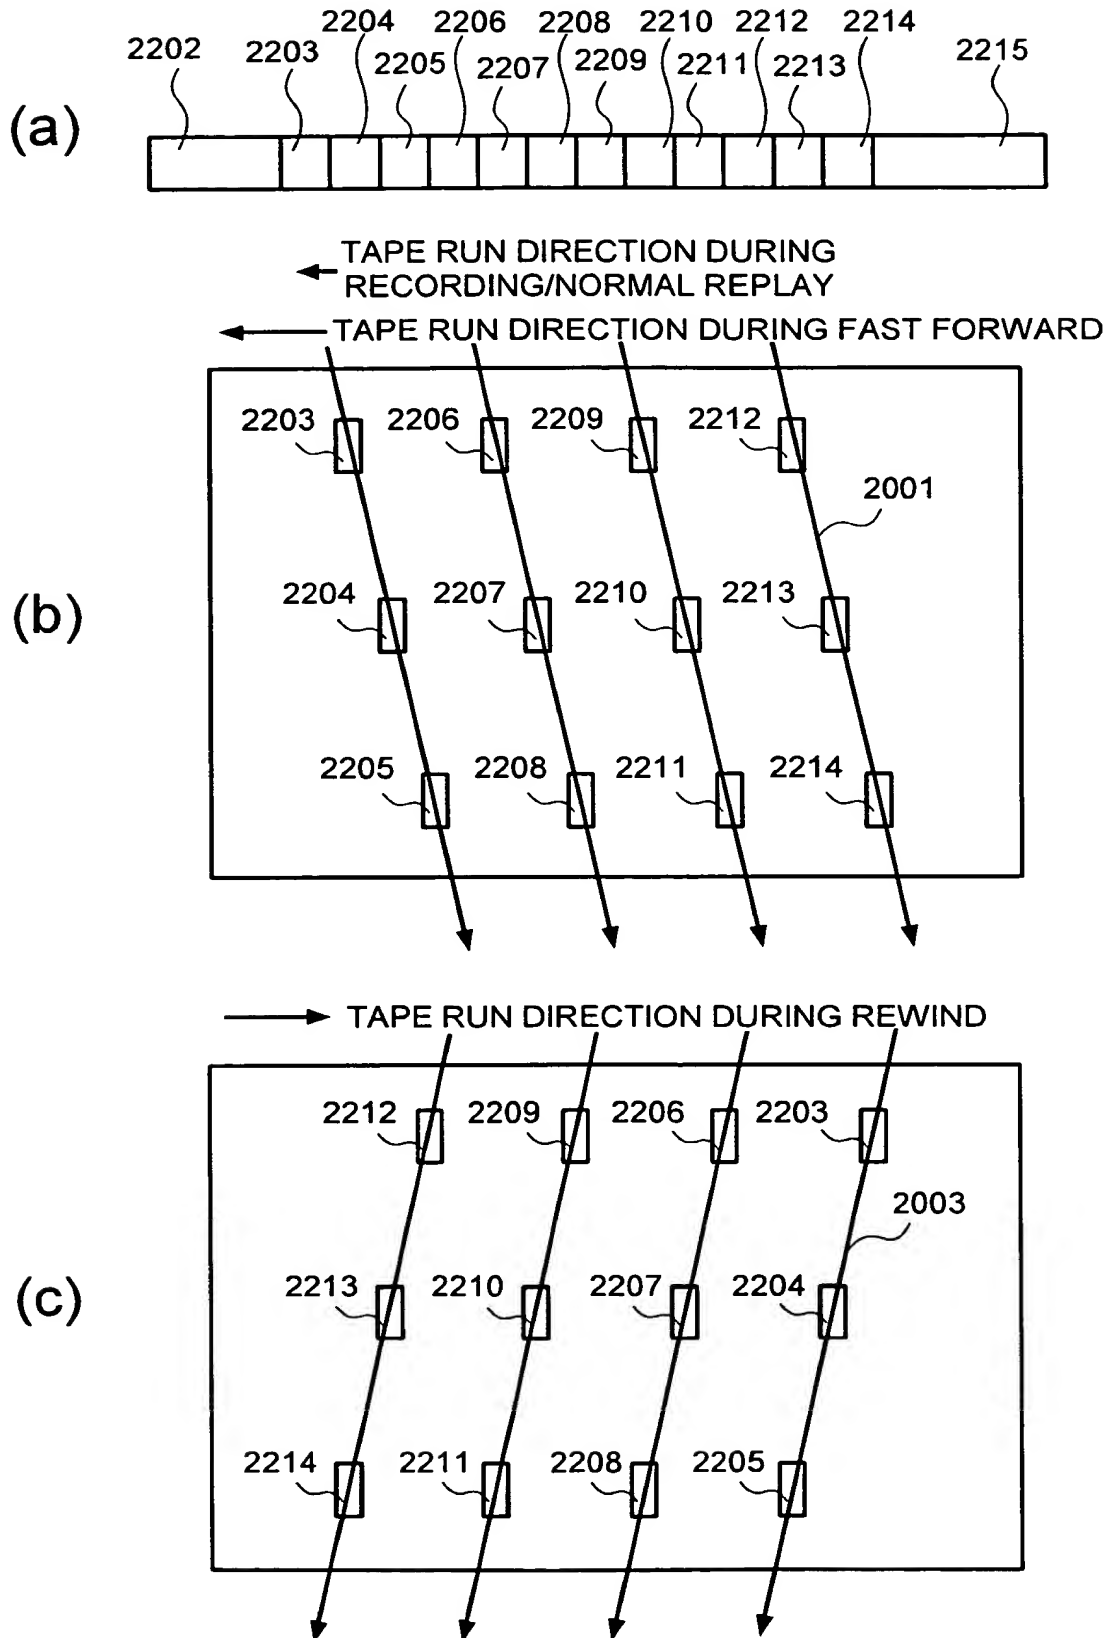 2202 2203 2204 2205 2206 2207 2208 2209 2210 2211 2212 2213 2214 2215
(a)
TAPE RUN DIRECTION DURING
RECORDING/NORMAL REPLAY
TAPE RUN DIRECTION DURING FAST FORWARD
2203 2206 2209 2212
2001
(b)
2204 2207 2210 2213
2205 2208 2211 2214
TAPE RUN DIRECTION DURING REWIND
2212 2209 2206 2203
2003
(c)
2213 2210 2207 2204
2214 2211 2208 2205